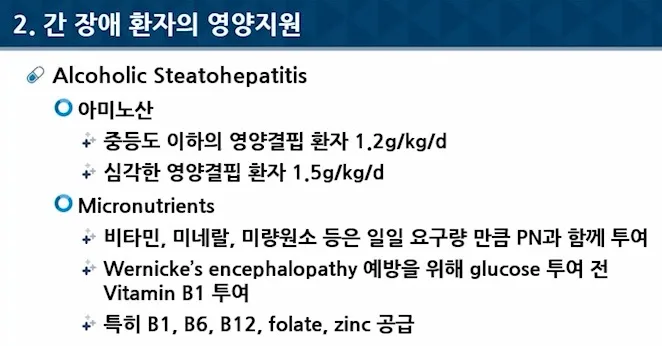 2. 간 장애 환자의 영양지원
Alcoholic Steatohepatitis
아미노산
중등도 이하의 영양결핍 환자 1.2g/kg/d
심각한 영양결핍 환자 1.5g/kg/d
Micronutrients
비타민, 미네랄, 미량원소 등은 일일 요구량 만큼 PN과 함께 투여
Wernicke's encephalopathy 예방을 위해 glucose 투여 전
Vitamin B1 투여
특히 B1, B6, B12, folate, zinc 공급